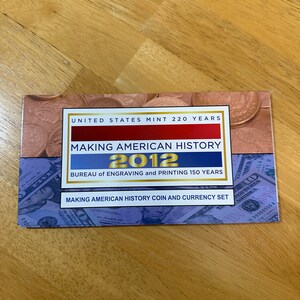 UNITED STATES MINT 220 YEARS
MAKING AMERICAN HISTORY
2012
BUREAU of ENGRAVING and PRINTING 150 YEARS
MAKING AMERICAN HISTORY COIN AND CURRENCY SET